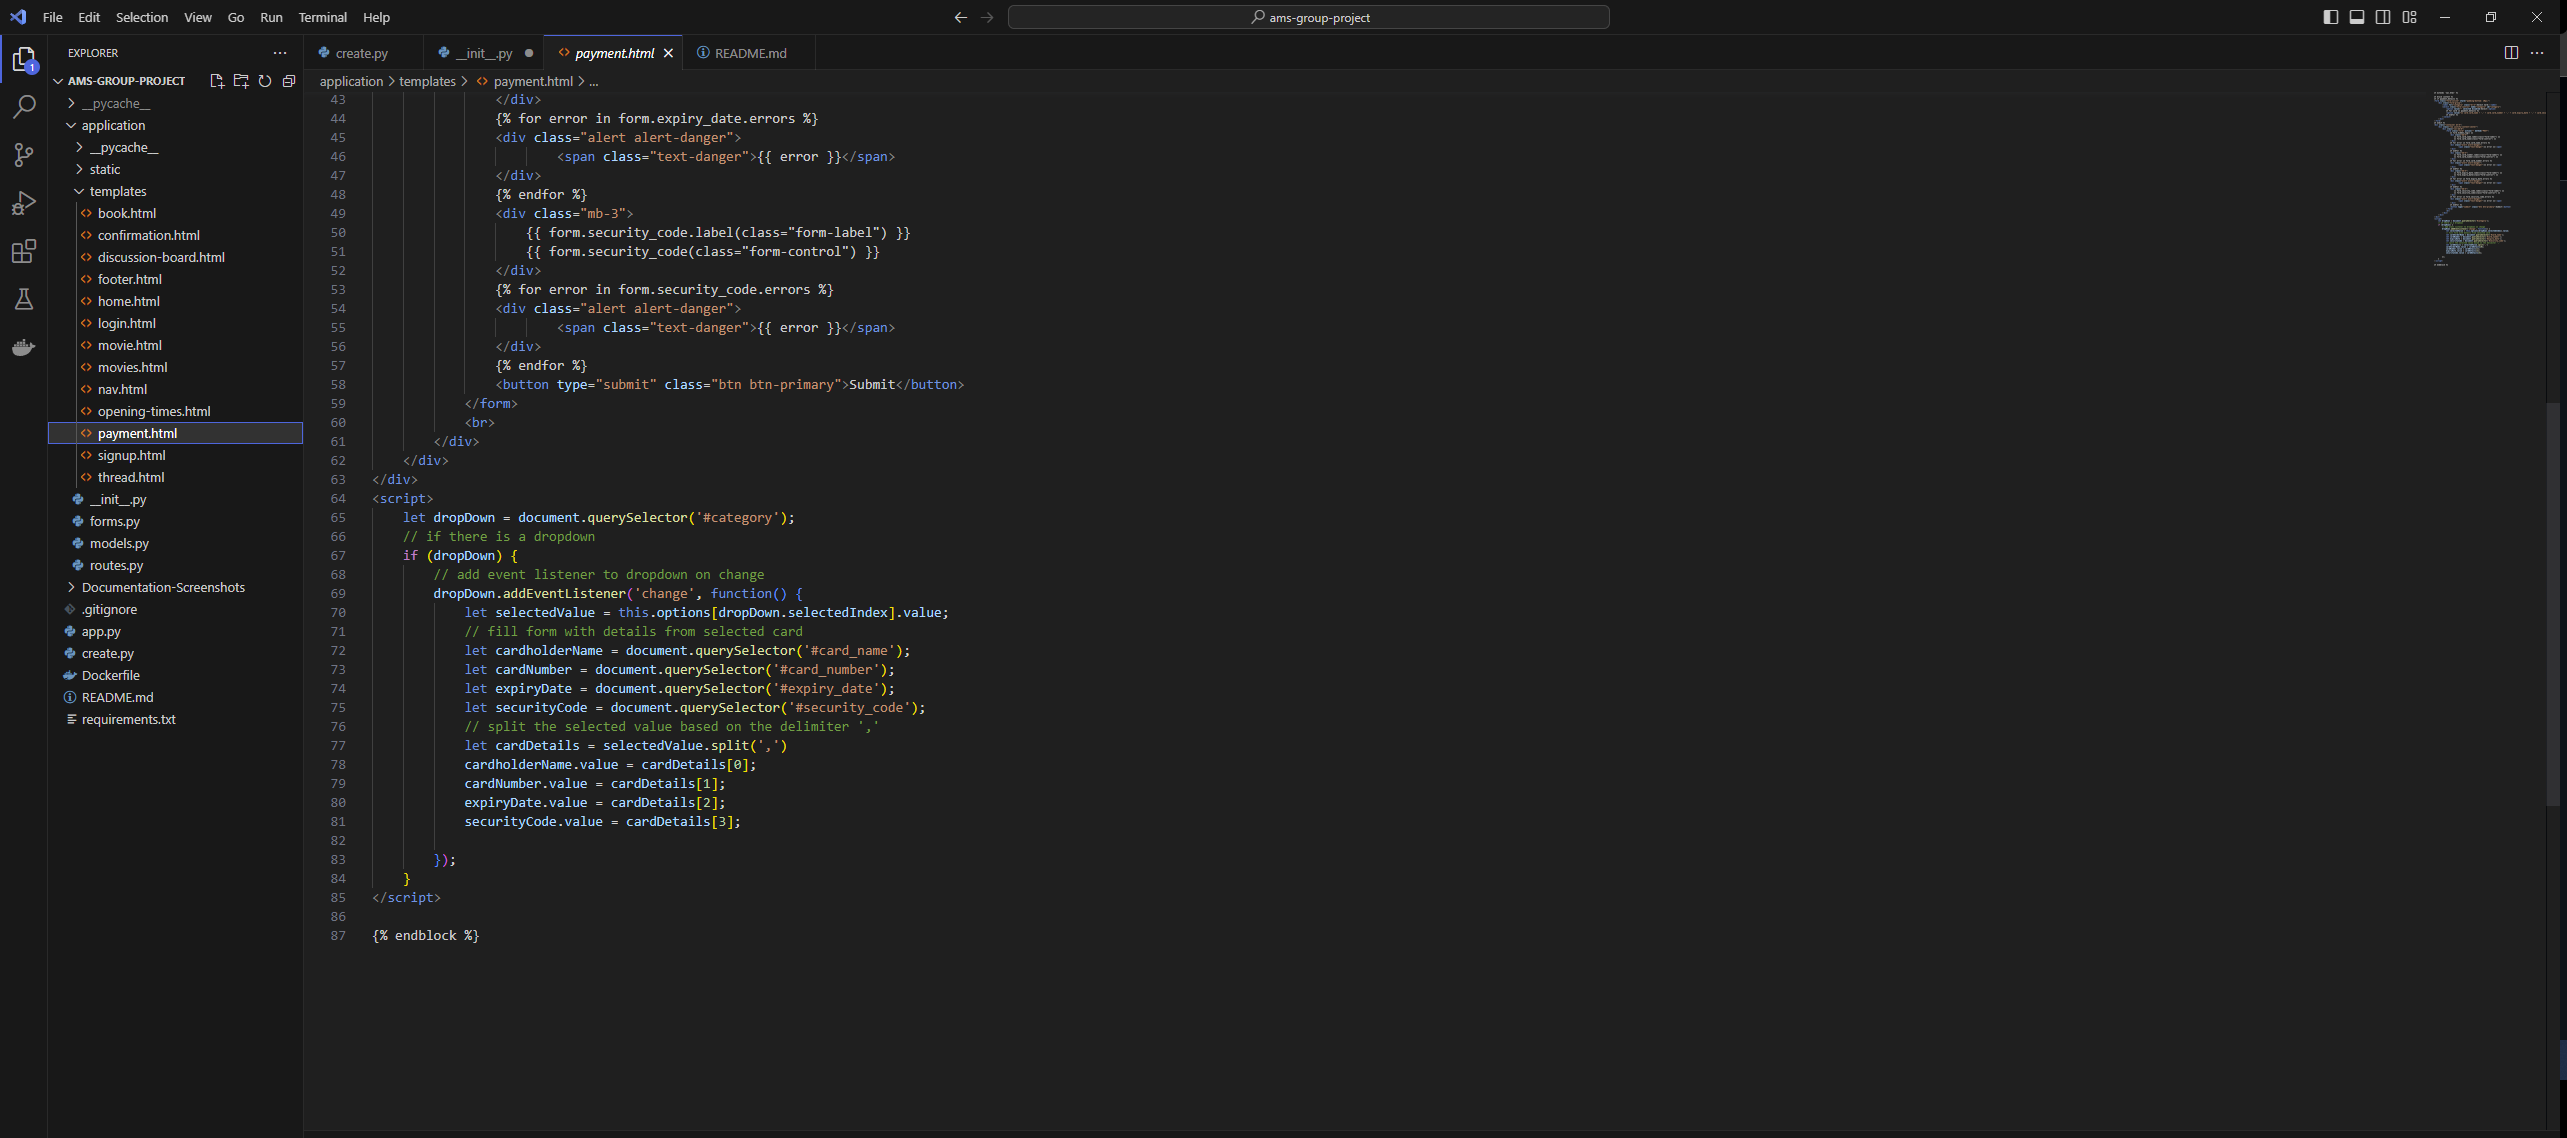 File Edit Selection View Go Run Terminal Help
ams-group-project
EXPLORER
AMS-GROUP-PROJECT
__pycache__
application
__pycache__
static
templates
book.html
confirmation.html
discussion-board.html
footer.html
home.html
login.html
movie.html
movies.html
nav.html
opening-times.html
payment.html
signup.html
thread.html
__init__.py
forms.py
models.py
routes.py
Documentation-Screenshots
.gitignore
app.py
create.py
Dockerfile
README.md
requirements.txt
1
create.py __init__.py payment.html README.md
application > templates > payment.html > ...
43 </div>
44 {% for error in form.expiry_date.errors %}
45 <div class="alert alert-danger">
46 <span class="text-danger">{{ error }}</span>
47 </div>
48 {% endfor %}
49 <div class="mb-3">
50 {{ form.security_code.label(class="form-label") }}
51 {{ form.security_code(class="form-control") }}
52 </div>
53 {% for error in form.security_code.errors %}
54 <div class="alert alert-danger">
55 <span class="text-danger">{{ error }}</span>
56 </div>
57 {% endfor %}
58 <button type="submit" class="btn btn-primary">Submit</button>
59 </form>
60 <br>
61 </div>
62 </div>
63 </div>
64 <script>
65 let dropDown = document.querySelector('#category');
66 // if there is a dropdown
67 if (dropDown) {
68 // add event listener to dropdown on change
69 dropDown.addEventListener('change', function() {
70 let selectedValue = this.options[dropDown.selectedIndex].value;
71 // fill form with details from selected card
72 let cardholderName = document.querySelector('#card_name');
73 let cardNumber = document.querySelector('#card_number');
74 let expiryDate = document.querySelector('#expiry_date');
75 let securityCode = document.querySelector('#security_code');
76 // split the selected value based on the delimiter ','
77 let cardDetails = selectedValue.split(',')
78 cardholderName.value = cardDetails[0];
79 cardNumber.value = cardDetails[1];
80 expiryDate.value = cardDetails[2];
81 securityCode.value = cardDetails[3];
82
83 });
84 }
85 </script>
86
87 {% endblock %}